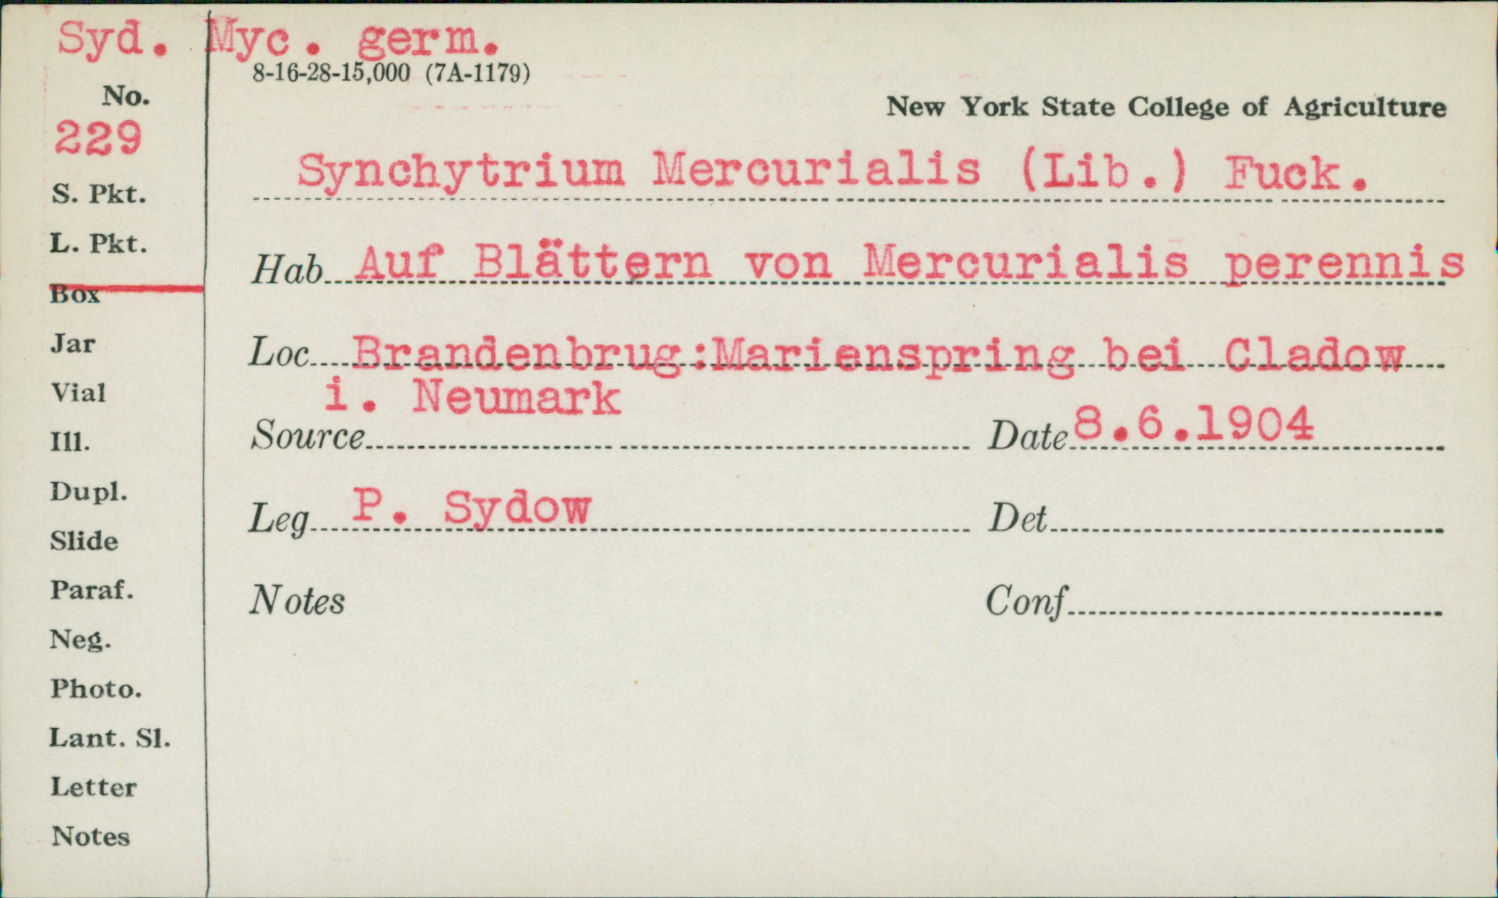 Syd. Myc. germ.
8-16-28-15,000 (7A-1179)
No.
229
New York State College of Agriculture
Synchytrium Mercurialis (Lib.) Fuck.
S. Pkt.
L. Pkt.
Hab Auf Blättern von Mercurialis perennis
Box
Jar
Loc Brandenbrug:Marienspring bei Cladow
i. Neumark
Vial
Source Date 8.6.1904
Ill.
Dupl.
Leg P. Sydow Det
Slide
Paraf.
Notes Conf
Neg.
Photo.
Lant. Sl.
Letter
Notes